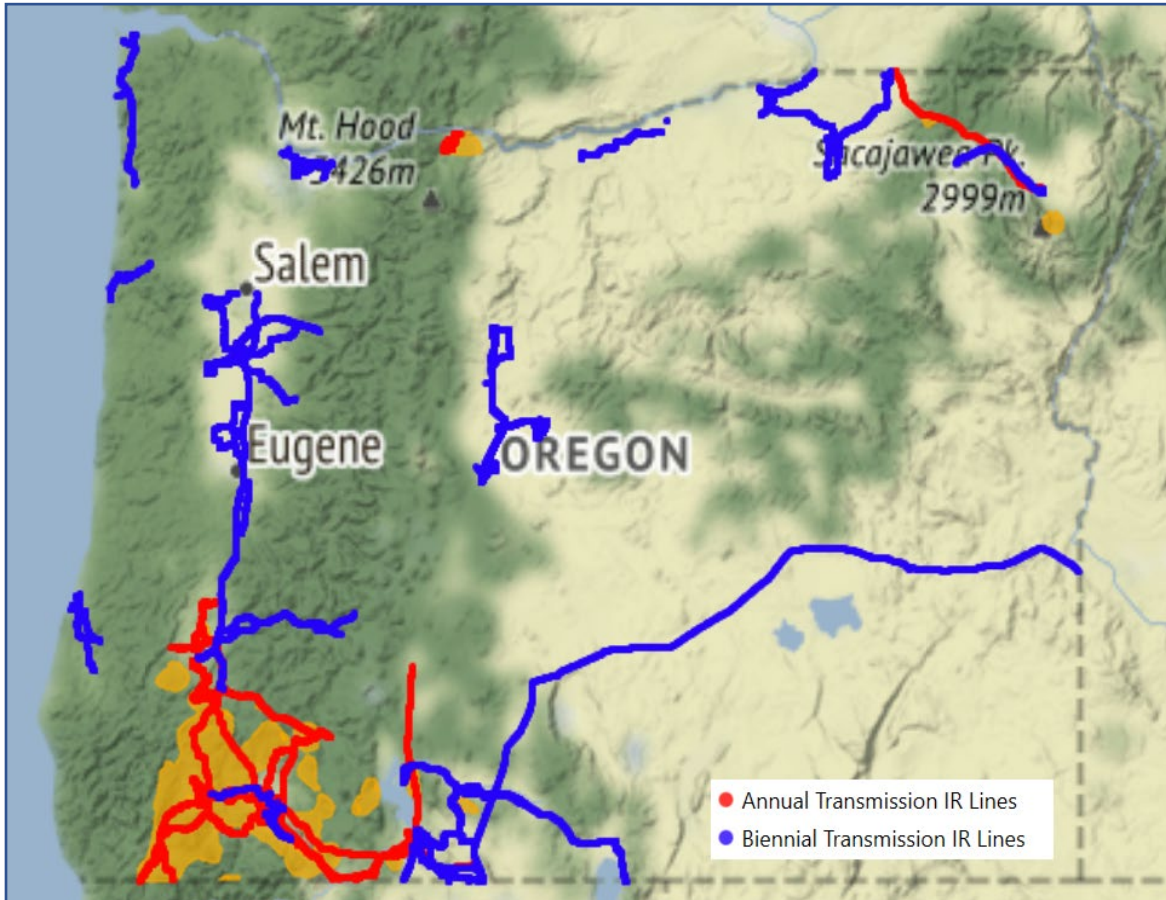 Mt. Hood
3426m
Sacajawea Pk.
2999m
Salem
Eugene
OREGON
Annual Transmission IR Lines
Biennial Transmission IR Lines